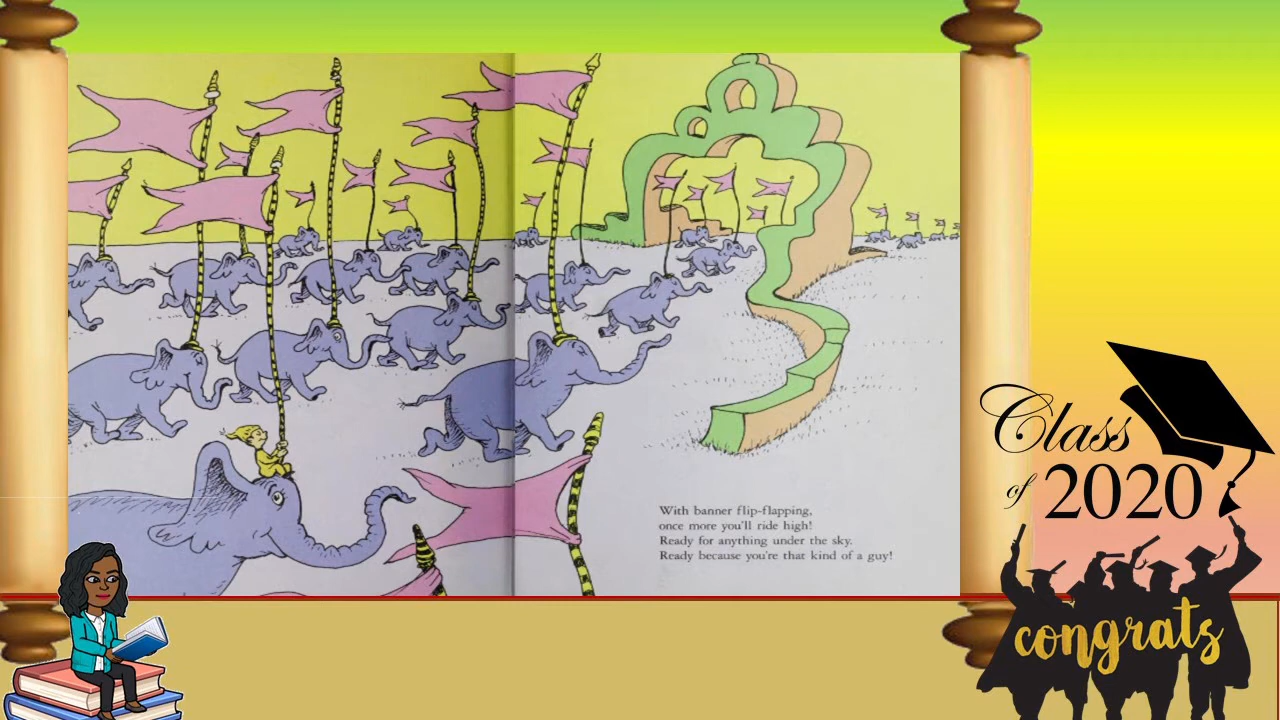 With banner flip-flapping,
once more you'll ride high!
Ready for anything under the sky.
Ready because you're that kind of a guy!
Class
of 2020
congrats